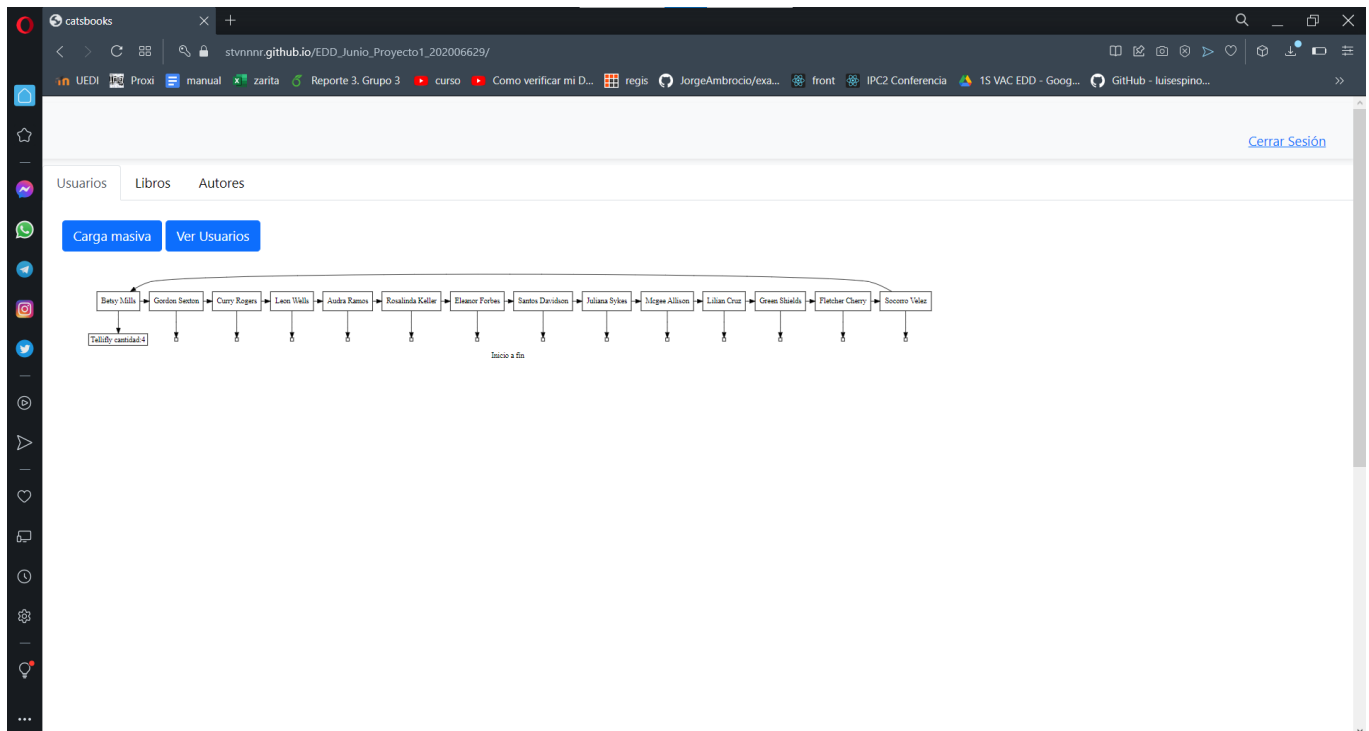 catsbooks
stvnnnr.github.io/EDD_Junio_Proyecto1_202006629/
UEDI Proxi manual zarita Reporte 3. Grupo 3 curso Como verificar mi D... regis JorgeAmbrocio/exa... front IPC2 Conferencia 1S VAC EDD - Goog... GitHub - luisespino... »
Cerrar Sesión
Usuarios Libros Autores
Carga masiva Ver Usuarios
Betsy Mills Gordon Sexton Curry Rogers Leon Wells Audra Ramos Rosalinda Keller Eleanor Forbes Santos Davidson Juliana Sykes Mcgee Allison Lilian Cruz Green Shields Fletcher Cherry Socorro Velez
Tellifly cantidad:4
Inicio a fin